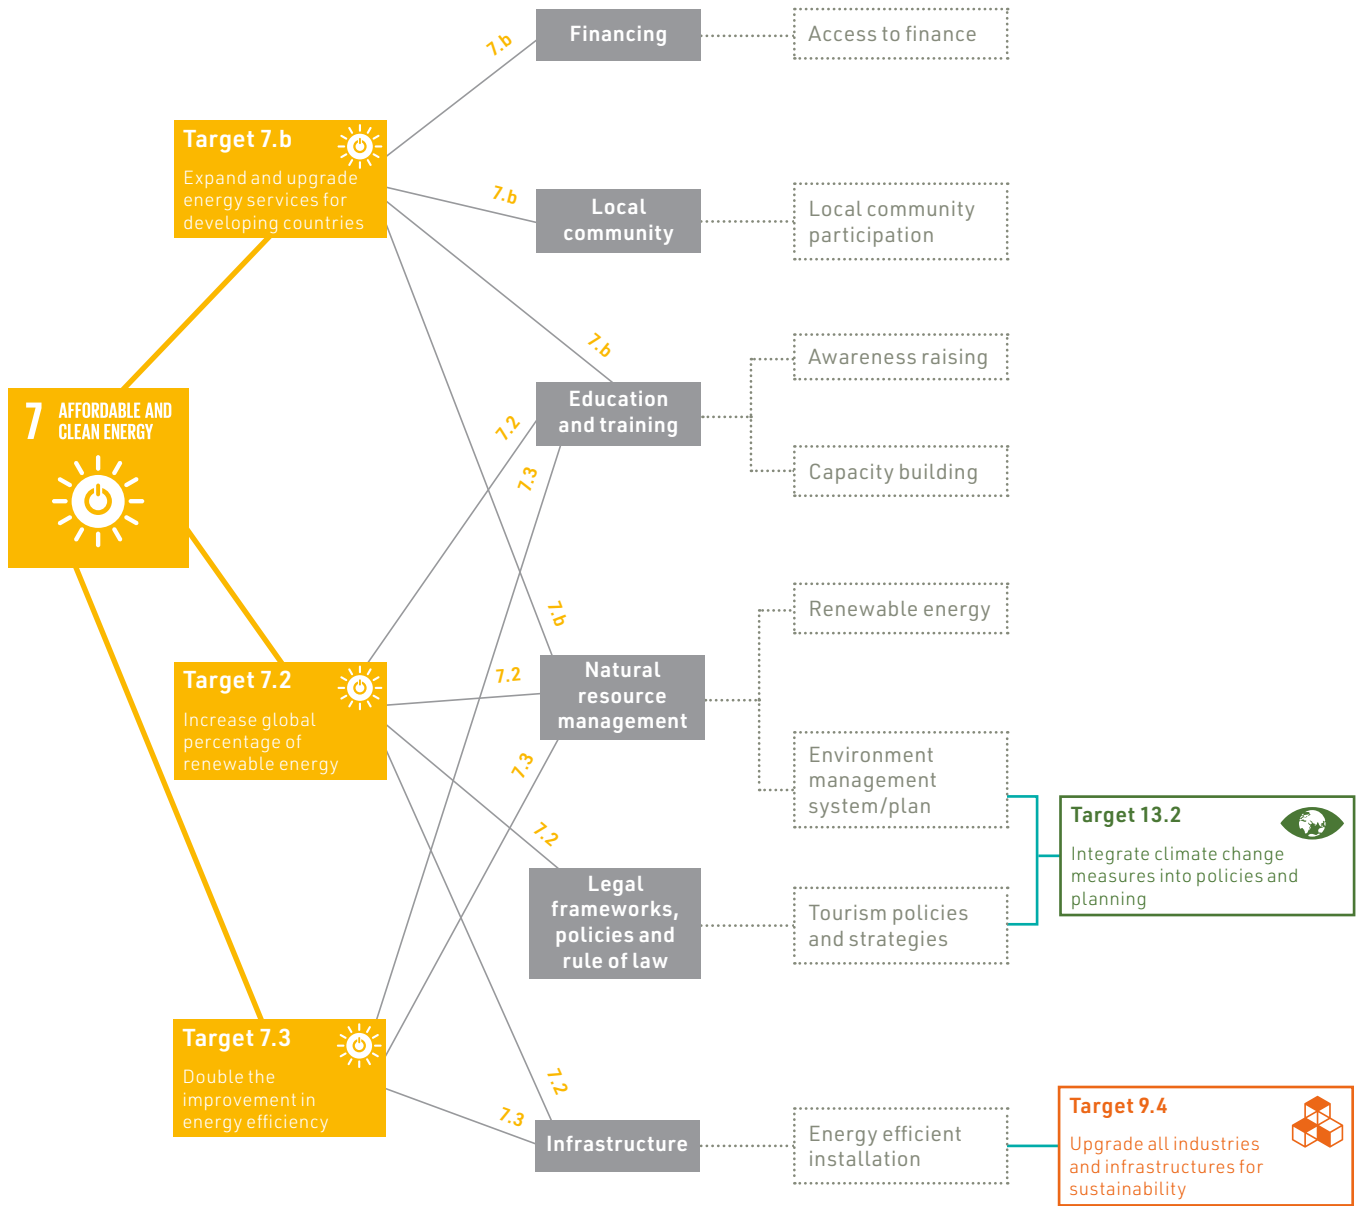 7.b
Financing
Access to finance
Target 7.b
Expand and upgrade
energy services for
developing countries
7.b
Local
community
Local community
participation
7.b
Awareness raising
7 AFFORDABLE AND
CLEAN ENERGY
7.2
Education
and training
7.3
Capacity building
7.b
Renewable energy
Target 7.2
Increase global
percentage of
renewable energy
7.2
Natural
resource
management
7.3
Environment
management
system/plan
Target 13.2
Integrate climate change
measures into policies and
planning
7.2
Legal
frameworks,
policies and
rule of law
Tourism policies
and strategies
Target 7.3
Double the
improvement in
energy efficiency
7.2
7.3
Infrastructure
Energy efficient
installation
Target 9.4
Upgrade all industries
and infrastructures for
sustainability